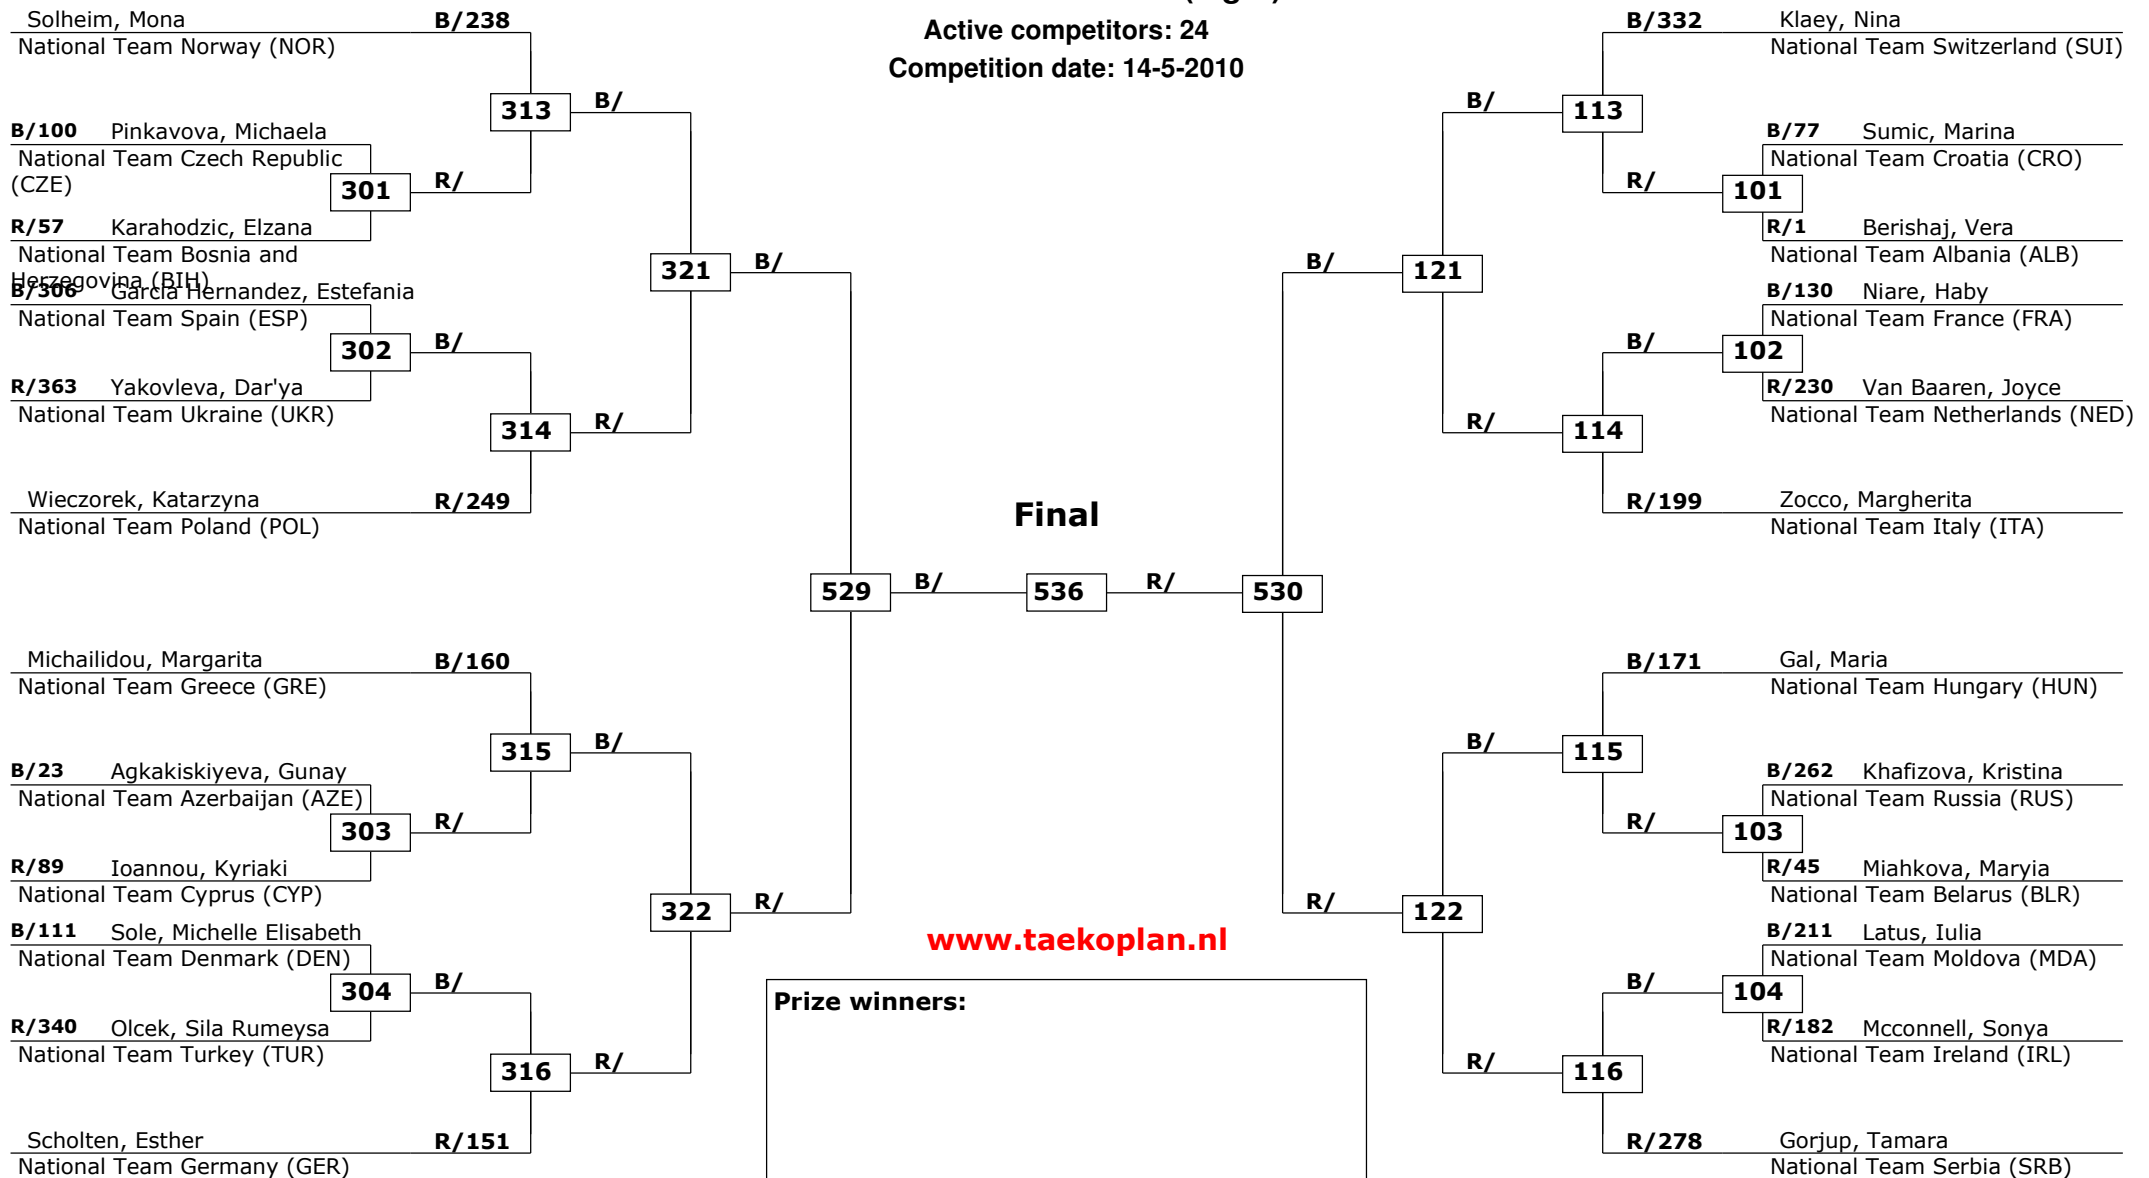 Active competitors: 24
Competition date: 14-5-2010
Solheim, Mona B/238
National Team Norway (NOR)
313 B/
B/100 Pinkavova, Michaela
National Team Czech Republic
(CZE)
301 R/
R/57 Karahodzic, Elzana
National Team Bosnia and
Herzegovina (BIH)
321 B/
B/306 Garcia Hernandez, Estefania
National Team Spain (ESP)
302 B/
R/363 Yakovleva, Dar'ya
National Team Ukraine (UKR)
314 R/
Wieczorek, Katarzyna R/249
National Team Poland (POL)
Final
529 B/ 536 R/ 530
Michailidou, Margarita B/160
National Team Greece (GRE)
315 B/
B/23 Agkakiskiyeva, Gunay
National Team Azerbaijan (AZE)
303 R/
R/89 Ioannou, Kyriaki
National Team Cyprus (CYP)
322 R/
B/111 Sole, Michelle Elisabeth
National Team Denmark (DEN)
304 B/
R/340 Olcek, Sila Rumeysa
National Team Turkey (TUR)
316 R/
Scholten, Esther R/151
National Team Germany (GER)
B/332 Klaey, Nina
National Team Switzerland (SUI)
B/ 113
B/77 Sumic, Marina
National Team Croatia (CRO)
R/ 101
R/1 Berishaj, Vera
National Team Albania (ALB)
B/ 121
B/130 Niare, Haby
National Team France (FRA)
B/ 102
R/230 Van Baaren, Joyce
National Team Netherlands (NED)
R/ 114
R/199 Zocco, Margherita
National Team Italy (ITA)
B/171 Gal, Maria
National Team Hungary (HUN)
B/ 115
B/262 Khafizova, Kristina
National Team Russia (RUS)
R/ 103
R/45 Miahkova, Maryia
National Team Belarus (BLR)
R/ 122
B/211 Latus, Iulia
National Team Moldova (MDA)
B/ 104
R/182 Mcconnell, Sonya
National Team Ireland (IRL)
R/ 116
R/278 Gorjup, Tamara
National Team Serbia (SRB)
www.taekoplan.nl
Prize winners: